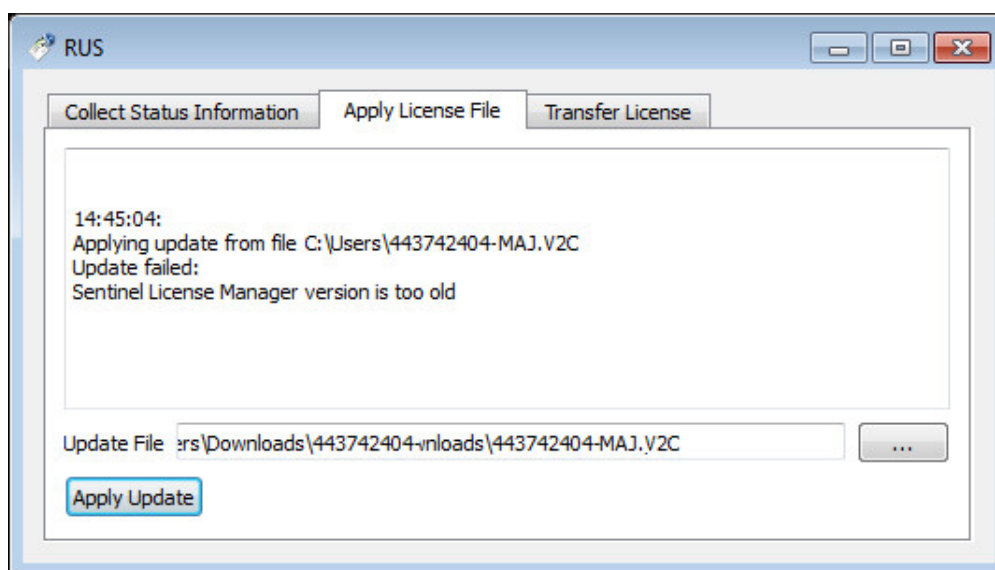 RUS
Collect Status Information
Apply License File
Transfer License
14:45:04:
Applying update from file C:\Users\443742404-MAJ.V2C
Update failed:
Sentinel License Manager version is too old
Update File ers\Downloads\443742404-vnloads\443742404-MAJ.V2C
...
Apply Update